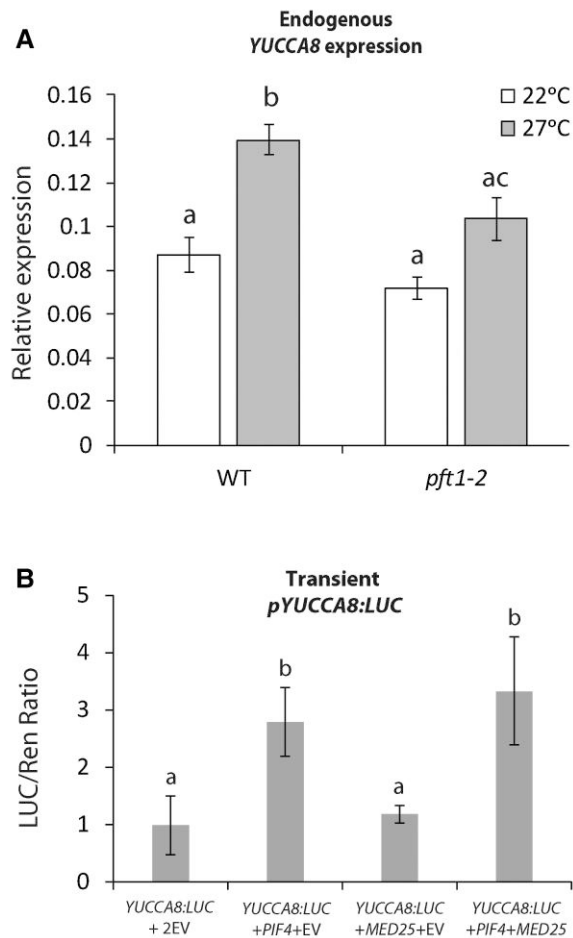 A
Endogenous
YUCCA8 expression
22ºC
27ºC
Relative expression
0.16
0.14
0.12
0.1
0.08
0.06
0.04
0.02
0
a
b
a
ac
WT
pft1-2
B
Transient
pYUCCA8:LUC
LUC/Ren Ratio
5
4
3
2
1
0
a
b
a
b
YUCCA8:LUC
+ 2EV
YUCCA8:LUC
+PIF4+EV
YUCCA8:LUC
+MED25+EV
YUCCA8:LUC
+PIF4+MED25